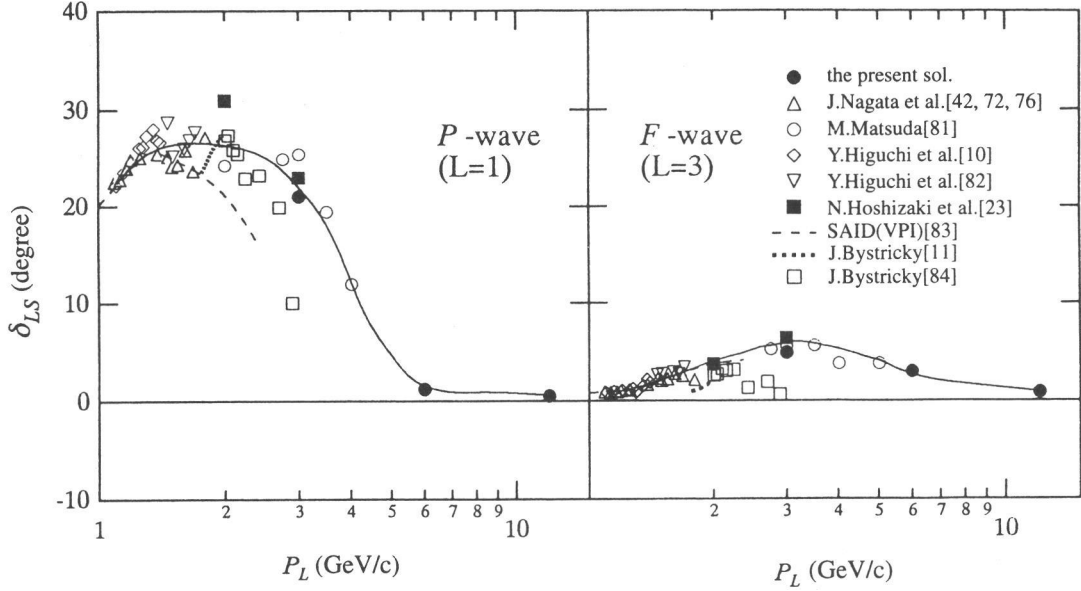 40
30
20
10
0
-10
δLS (degree)
1
2
3
4
5
6
7
8
9
10
PL (GeV/c)
P -wave
(L=1)
F -wave
(L=3)
the present sol.
J.Nagata et al.[42, 72, 76]
M.Matsuda[81]
Y.Higuchi et al.[10]
Y.Higuchi et al.[82]
N.Hoshizaki et al.[23]
SAID(VPI)[83]
J.Bystricky[11]
J.Bystricky[84]
2
3
4
5
6
7
8
9
10
PL (GeV/c)